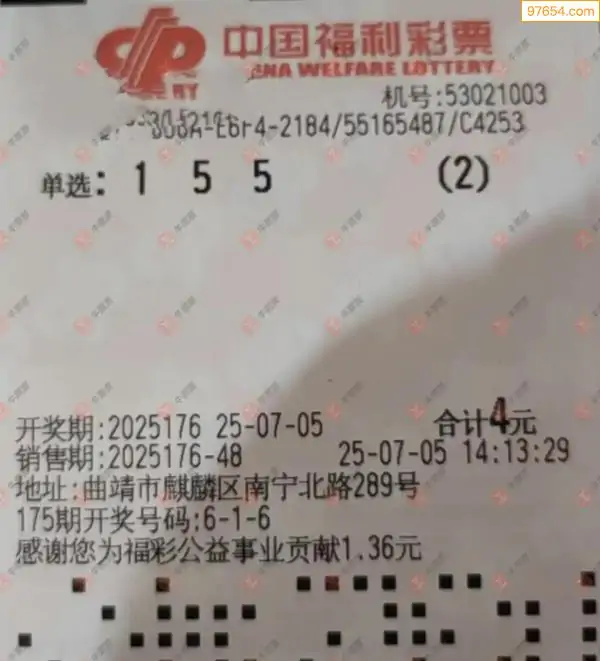 97654.com
中国福利彩票
CHINA WELFARE LOTTERY
机号:53021003
-2184/55165487/C4253
单选: 1 5 5 (2)
开奖期:2025176 25-07-05 合计4元
销售期:2025176-48 25-07-05 14:13:29
地址:曲靖市麒麟区南宁北路289号
175期开奖号码:6-1-6
感谢您为福彩公益事业贡献1.36元